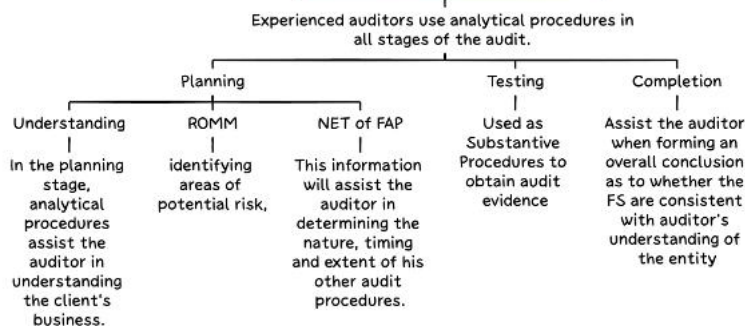 Experienced auditors use analytical procedures in
all stages of the audit.
Planning
Testing
Completion
Understanding
ROMM
NET of FAP
In the planning
stage,
analytical
procedures
assist the
auditor in
understanding
the client's
business.
identifying
areas of
potential risk,
This information
will assist the
auditor in
determining the
nature, timing
and extent of his
other audit
procedures.
Used as
Substantive
Procedures to
obtain audit
evidence
Assist the auditor
when forming an
overall conclusion
as to whether the
FS are consistent
with auditor's
understanding of
the entity